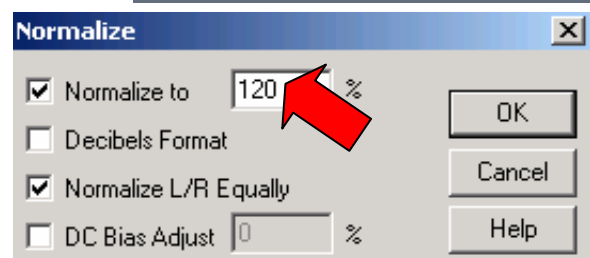 Normalize
Normalize to 120 %
OK
Decibels Format
Cancel
Normalize L/R Equally
DC Bias Adjust 0 %
Help